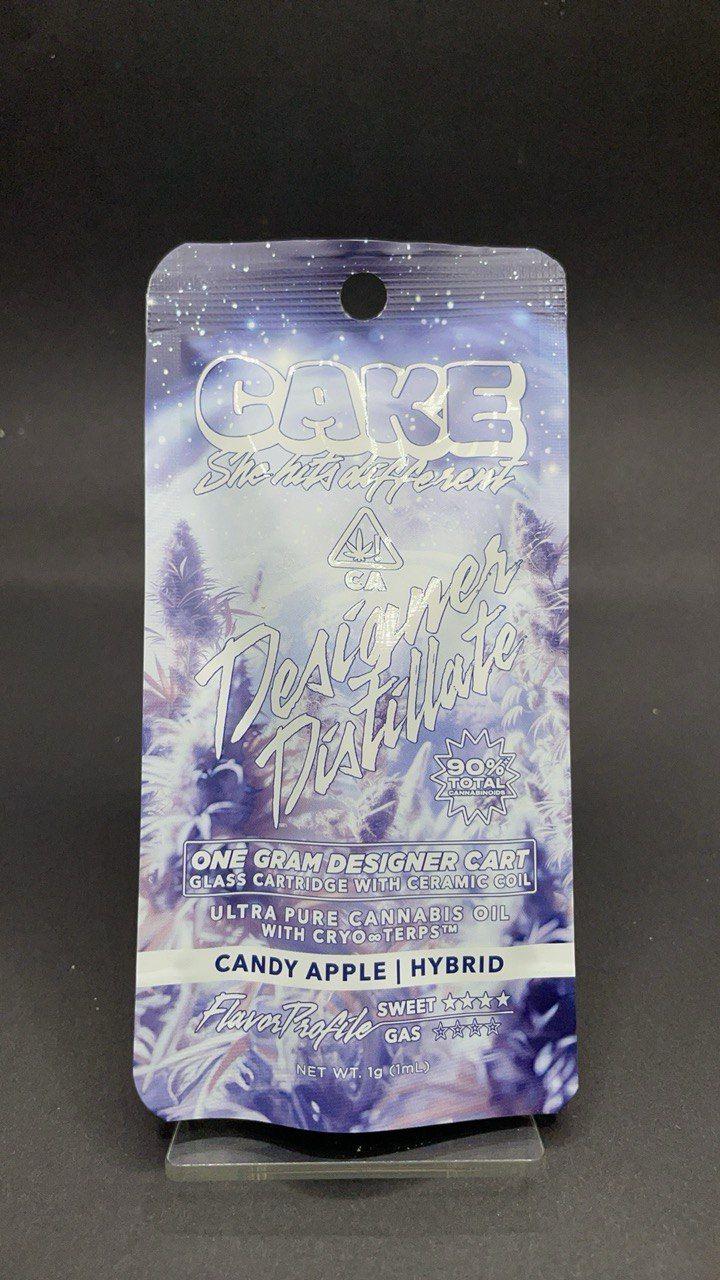 CAKE
She hits different
CA
Designer
Distillate
90%
TOTAL
CANNABINOIDS
ONE GRAM DESIGNER CART
GLASS CARTRIDGE WITH CERAMIC COIL
ULTRA PURE CANNABIS OIL
WITH CRYO∞TERPS™
CANDY APPLE | HYBRID
Flavor Profile
SWEET ★★★★
GAS ☆☆☆☆
NET WT. 1g (1mL)